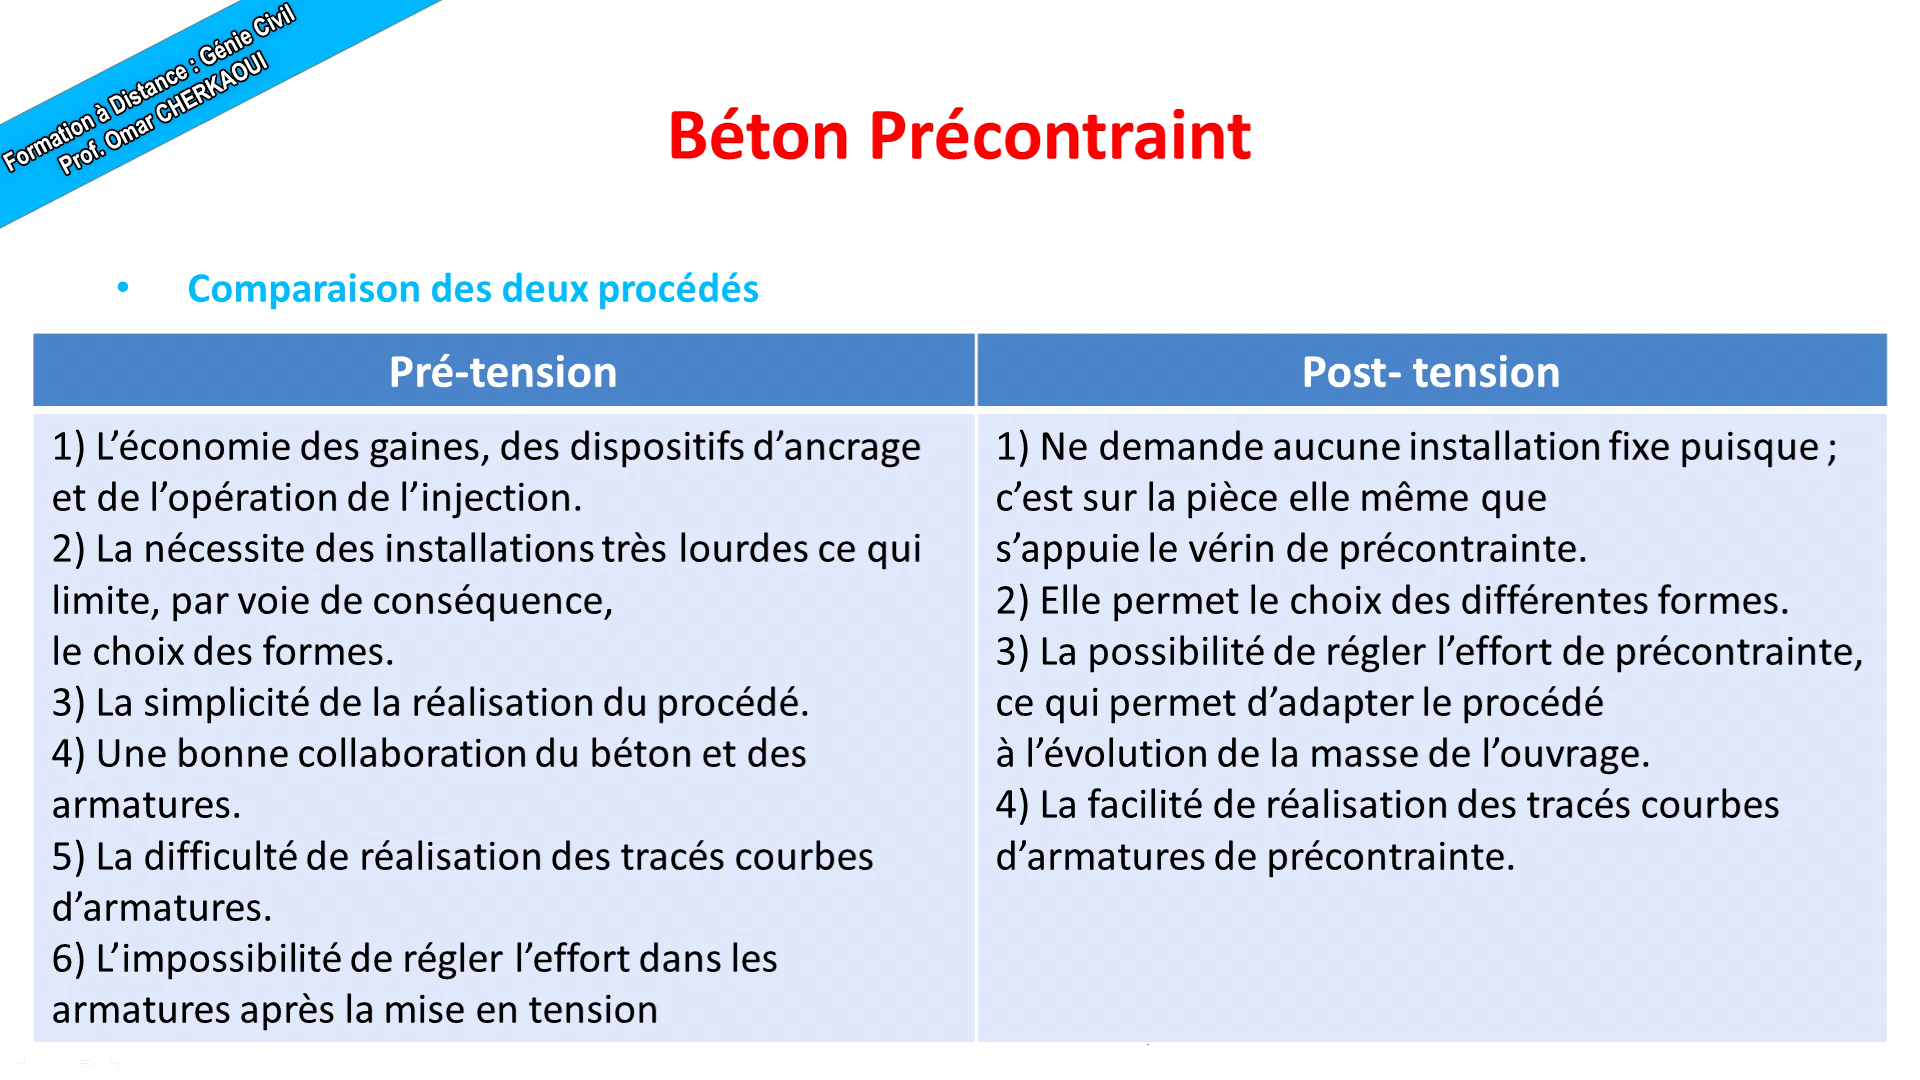 Formation à Distance : Génie Civil
Prof. Omar CHERKAOUI
Béton Précontraint
• Comparaison des deux procédés
Pré-tension
1) L’économie des gaines, des dispositifs d’ancrage
et de l’opération de l’injection.
2) La nécessite des installations très lourdes ce qui
limite, par voie de conséquence,
le choix des formes.
3) La simplicité de la réalisation du procédé.
4) Une bonne collaboration du béton et des
armatures.
5) La difficulté de réalisation des tracés courbes
d’armatures.
6) L’impossibilité de régler l’effort dans les
armatures après la mise en tension
Post- tension
1) Ne demande aucune installation fixe puisque ;
c’est sur la pièce elle même que
s’appuie le vérin de précontrainte.
2) Elle permet le choix des différentes formes.
3) La possibilité de régler l’effort de précontrainte,
ce qui permet d’adapter le procédé
à l’évolution de la masse de l’ouvrage.
4) La facilité de réalisation des tracés courbes
d’armatures de précontrainte.